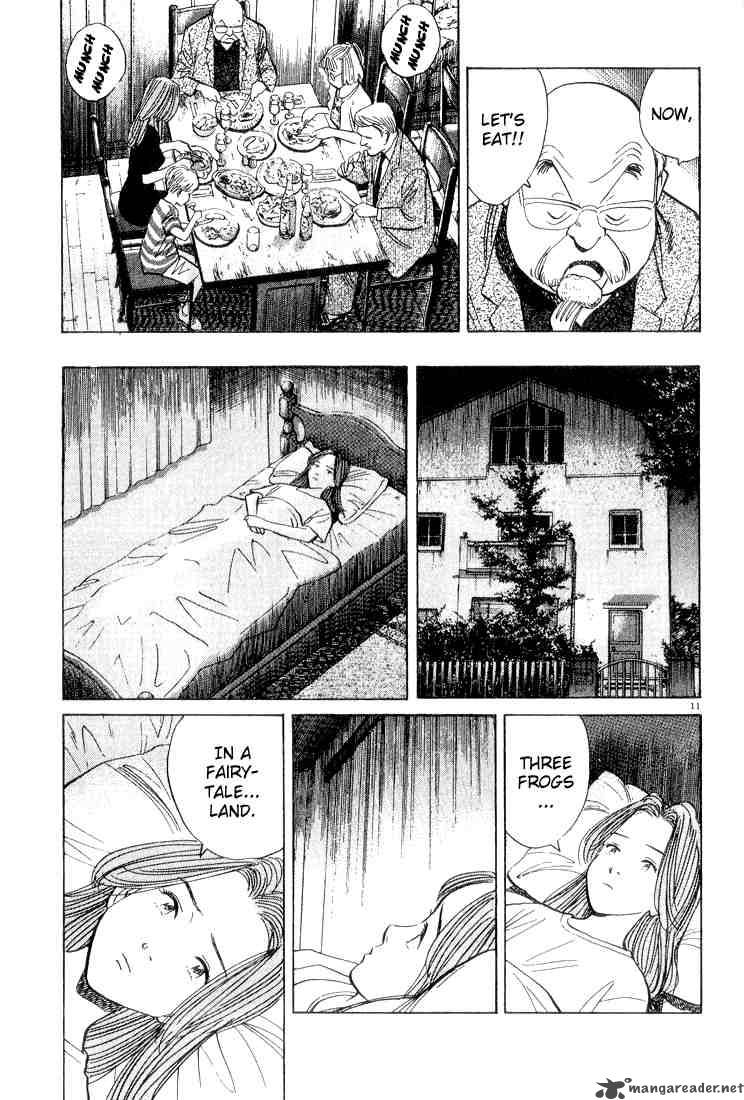 NOW,
LET'S
EAT!!
MUNCH
MUNCH
MUNCH
MUNCH
11
THREE
FROGS
...
IN A
FAIRY-
TALE...
LAND.
mangareader.net